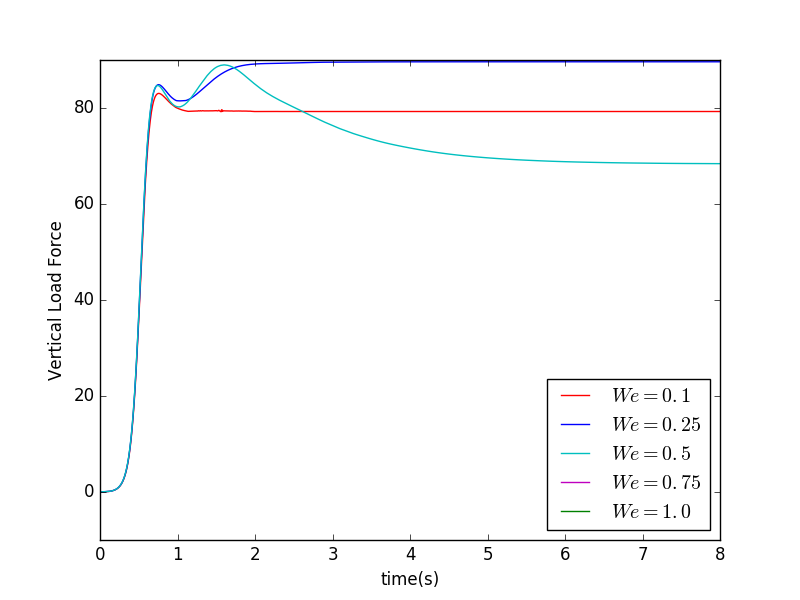 80
60
40
20
0
Vertical Load Force
0 1 2 3 4 5 6 7 8
time(s)
We = 0.1
We = 0.25
We = 0.5
We = 0.75
We = 1.0